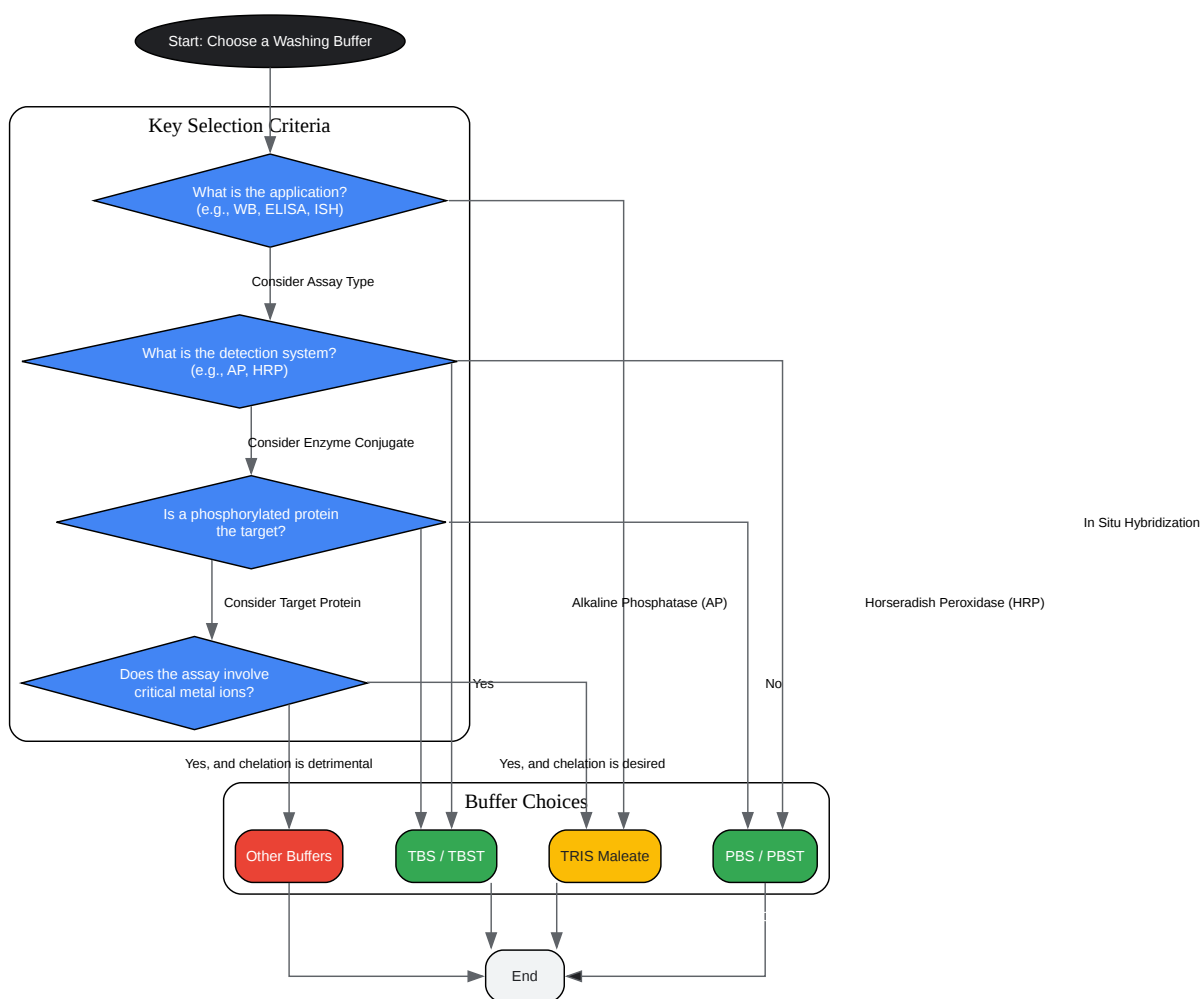 Start: Choose a Washing Buffer
Key Selection Criteria
What is the application?
(e.g., WB, ELISA, ISH)
Consider Assay Type
What is the detection system?
(e.g., AP, HRP)
Consider Enzyme Conjugate
Is a phosphorylated protein
the target?
In Situ Hybridization
Consider Target Protein
Alkaline Phosphatase (AP)
Horseradish Peroxidase (HRP)
Does the assay involve
critical metal ions?
Yes
No
Yes, and chelation is detrimental
Yes, and chelation is desired
Buffer Choices
Other Buffers
TBS / TBST
TRIS Maleate
PBS / PBST
End